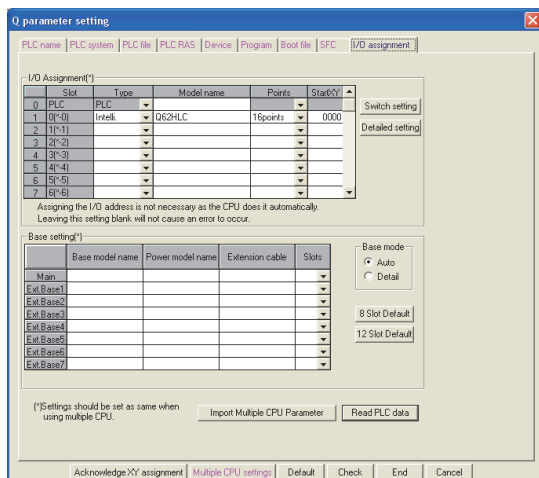 Q parameter setting
PLC name PLC system PLC file PLC RAS Device Program Boot file SFC I/O assignment
I/O Assignment(*)
Slot Type Model name Points StartXY
0 PLC PLC
1 0(*-0) Intelli. Q62HLC 16points 0000
2 1(*-1)
3 2(*-2)
4 3(*-3)
5 4(*-4)
6 5(*-5)
7 6(*-6)
Switch setting
Detailed setting
Assigning the I/O address is not necessary as the CPU does it automatically.
Leaving this setting blank will not cause an error to occur.
Base setting(*)
Base model name Power model name Extension cable Slots
Main
Ext.Base1
Ext.Base2
Ext.Base3
Ext.Base4
Ext.Base5
Ext.Base6
Ext.Base7
Base mode
Auto
Detail
8 Slot Default
12 Slot Default
(*)Settings should be set as same when
using multiple CPU.
Import Multiple CPU Parameter Read PLC data
Acknowledge XY assignment Multiple CPU settings Default Check End Cancel